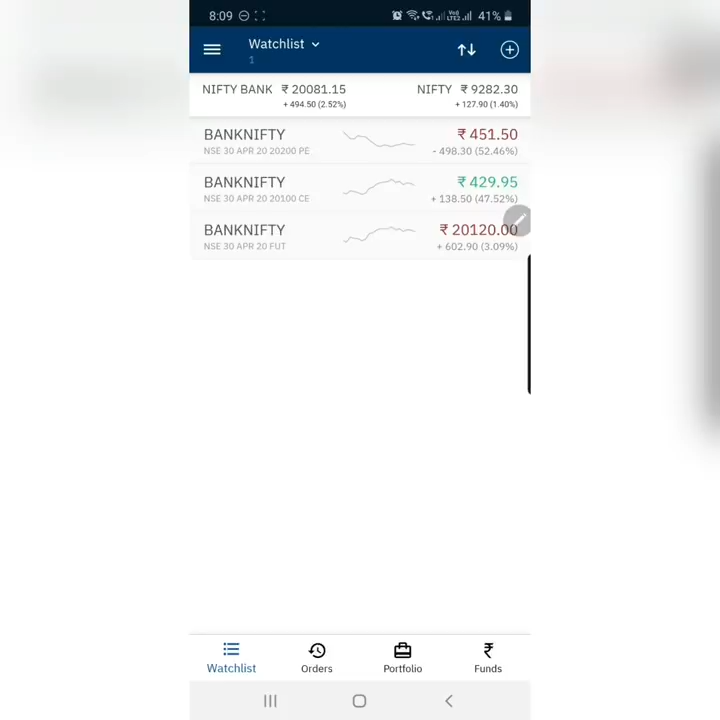 8:09 41%
Watchlist
1
NIFTY BANK ₹ 20081.15 NIFTY ₹ 9282.30
+ 494.50 (2.52%) + 127.90 (1.40%)
BANKNIFTY ₹ 451.50
NSE 30 APR 20 20200 PE - 498.30 (52.46%)
BANKNIFTY ₹ 429.95
NSE 30 APR 20 20100 CE + 138.50 (47.52%)
BANKNIFTY ₹ 20120.00
NSE 30 APR 20 FUT + 602.90 (3.09%)
Watchlist Orders Portfolio Funds